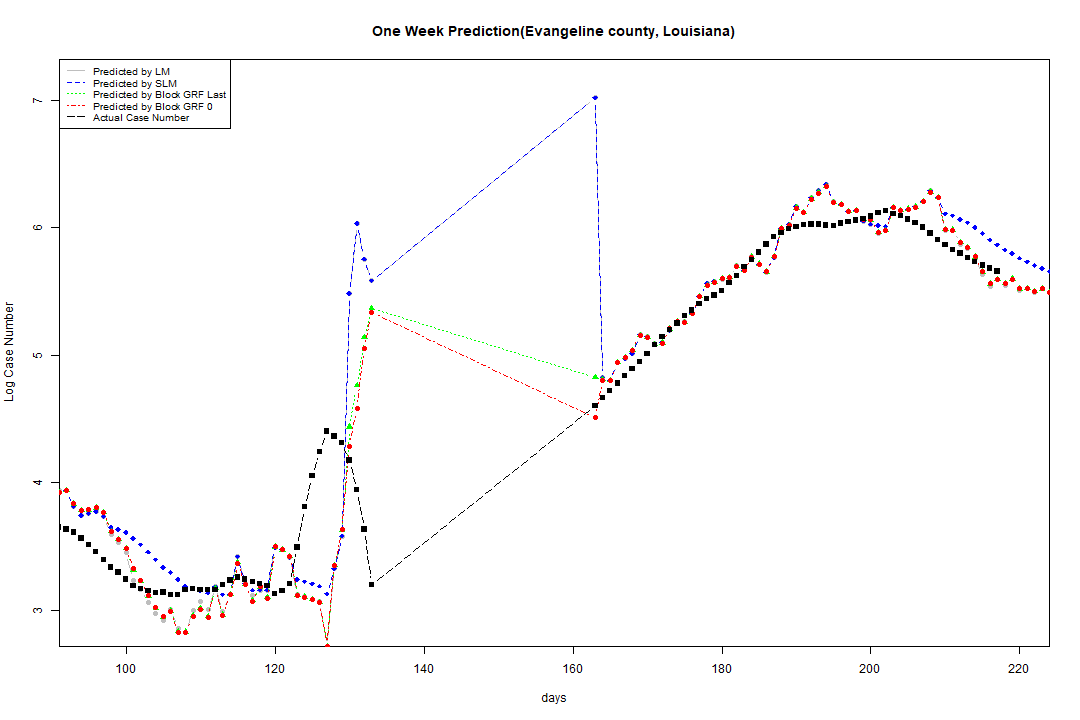 One Week Prediction(Evangeline county, Louisiana)
Predicted by LM
Predicted by SLM
Predicted by Block GRF Last
Predicted by Block GRF 0
Actual Case Number
Log Case Number
7
6
5
4
3
100 120 140 160 180 200 220
days